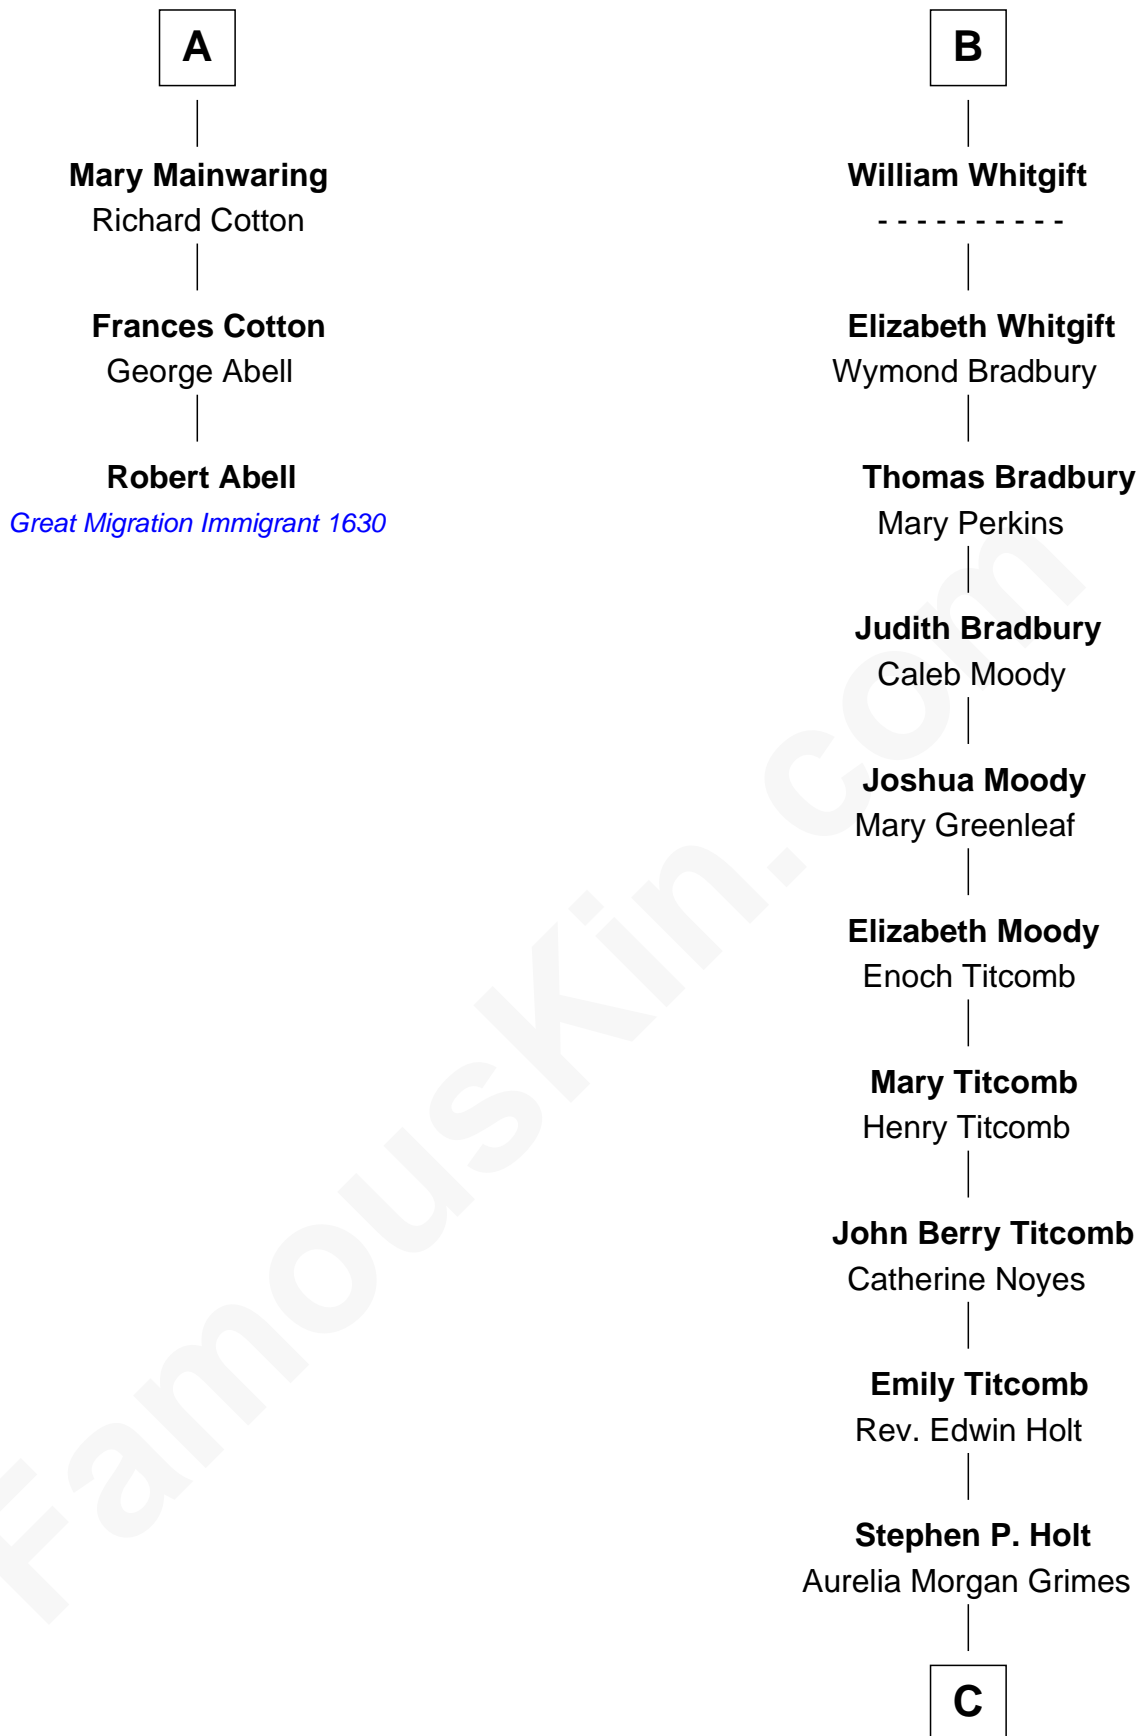 A
Mary Mainwaring
Richard Cotton
Frances Cotton
George Abell
Robert Abell
Great Migration Immigrant 1630
B
William Whitgift
- - - - - - - - - -
Elizabeth Whitgift
Wymond Bradbury
Thomas Bradbury
Mary Perkins
Judith Bradbury
Caleb Moody
Joshua Moody
Mary Greenleaf
Elizabeth Moody
Enoch Titcomb
Mary Titcomb
Henry Titcomb
John Berry Titcomb
Catherine Noyes
Emily Titcomb
Rev. Edwin Holt
Stephen P. Holt
Aurelia Morgan Grimes
C
FamousKin.com